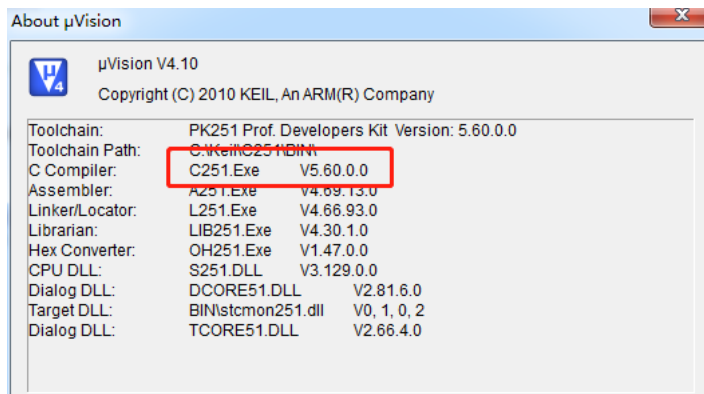 About µVision
µVision V4.10
Copyright (C) 2010 KEIL, An ARM(R) Company
Toolchain: PK251 Prof. Developers Kit Version: 5.60.0.0
Toolchain Path: C:\Keil\C251\BIN\
C Compiler: C251.Exe V5.60.0.0
Assembler: A251.Exe V4.69.13.0
Linker/Locator: L251.Exe V4.66.93.0
Librarian: LIB251.Exe V4.30.1.0
Hex Converter: OH251.Exe V1.47.0.0
CPU DLL: S251.DLL V3.129.0.0
Dialog DLL: DCORE51.DLL V2.81.6.0
Target DLL: BIN\stcmon251.dll V0, 1, 0, 2
Dialog DLL: TCORE51.DLL V2.66.4.0